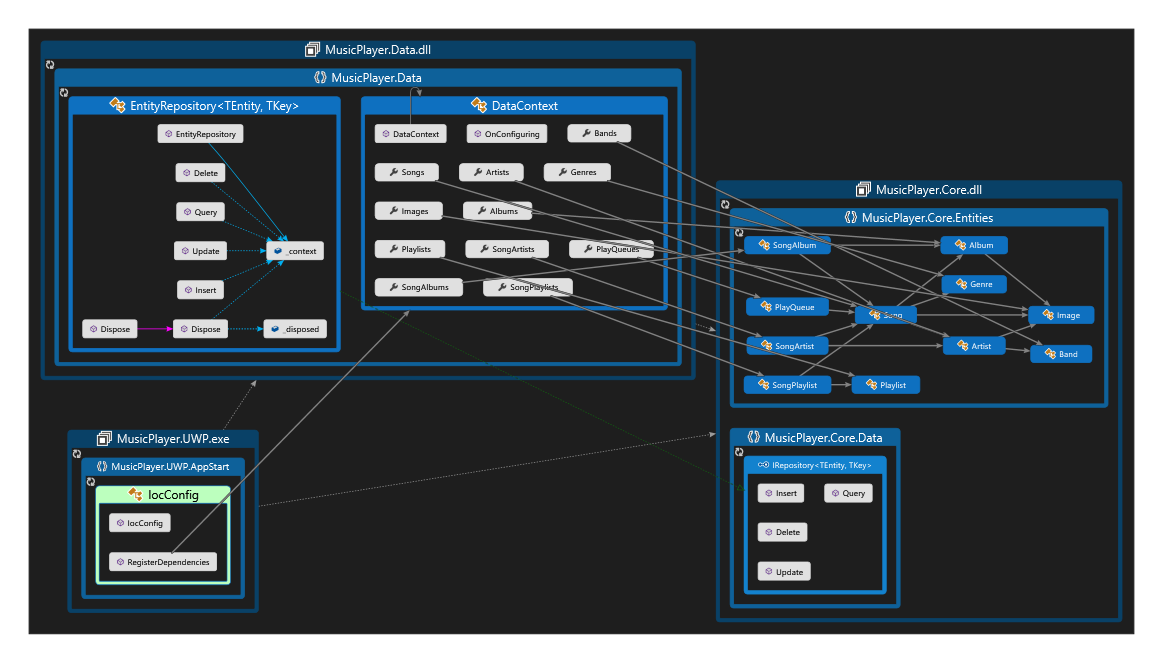 MusicPlayer.Data.dll
MusicPlayer.Data
EntityRepository<TEntity, TKey>
EntityRepository
Delete
Query
Update
_context
Insert
Dispose
Dispose
_disposed
DataContext
DataContext
OnConfiguring
Bands
Songs
Artists
Genres
Images
Albums
Playlists
SongArtists
PlayQueues
SongAlbums
SongPlaylists
MusicPlayer.Core.dll
MusicPlayer.Core.Entities
SongAlbum
Album
Genre
PlayQueue
Song
Image
SongArtist
Artist
Band
SongPlaylist
Playlist
MusicPlayer.UWP.exe
MusicPlayer.UWP.AppStart
IocConfig
IocConfig
RegisterDependencies
MusicPlayer.Core.Data
IRepository<TEntity, TKey>
Insert
Query
Delete
Update